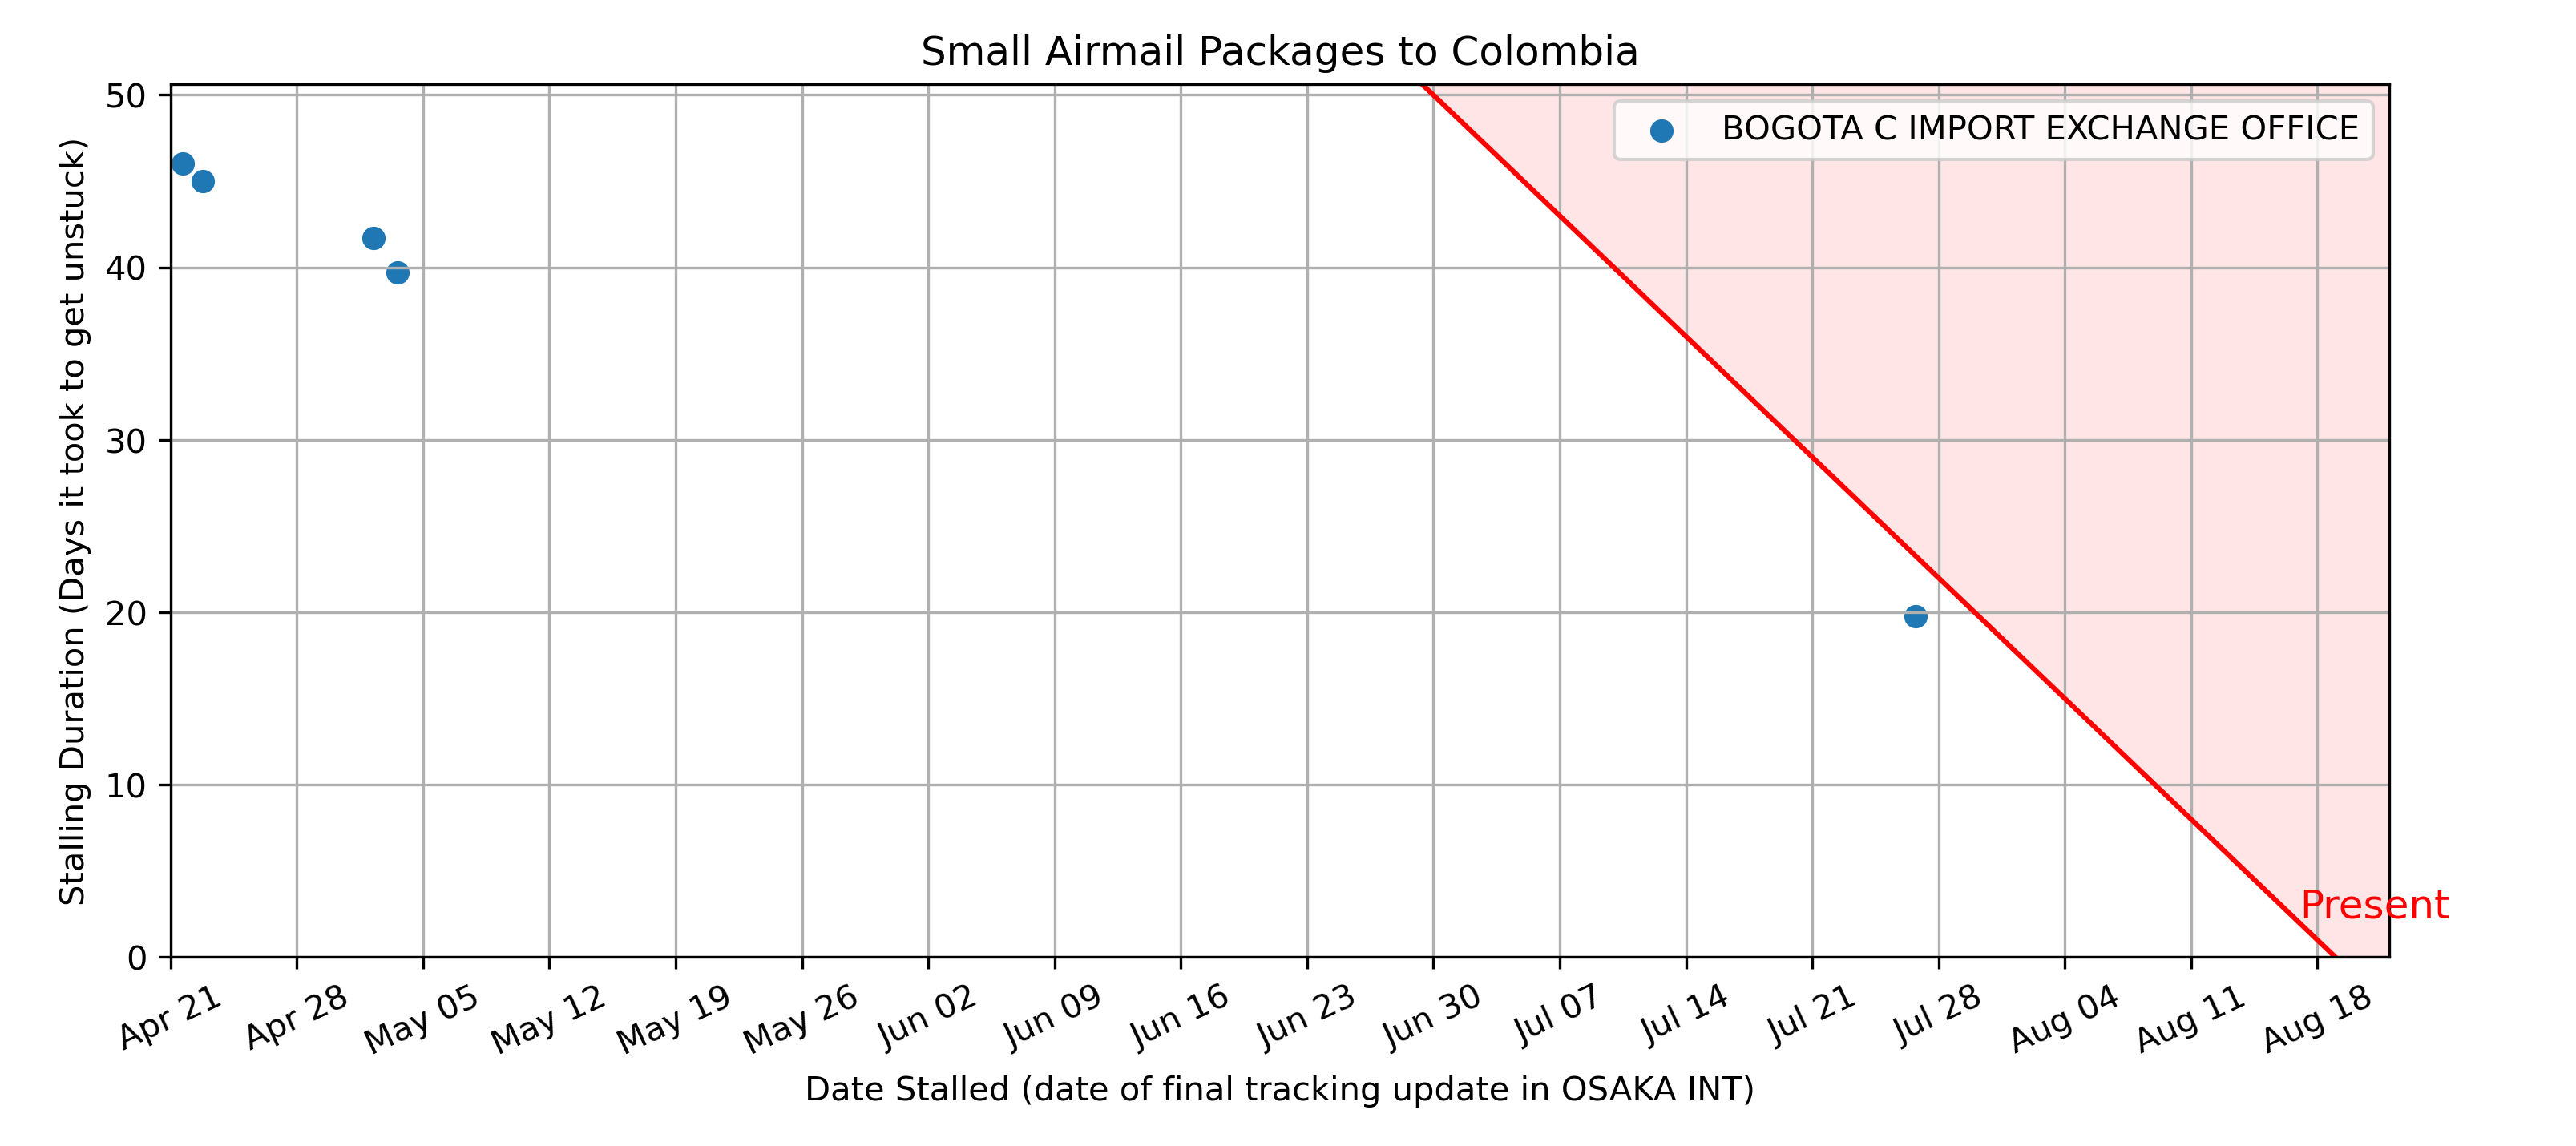 Small Airmail Packages to Colombia
BOGOTA C IMPORT EXCHANGE OFFICE
Stalling Duration (Days it took to get unstuck)
50
40
30
20
10
0
Present
Apr 21
Apr 28
May 05
May 12
May 19
May 26
Jun 02
Jun 09
Jun 16
Jun 23
Jun 30
Jul 07
Jul 14
Jul 21
Jul 28
Aug 04
Aug 11
Aug 18
Date Stalled (date of final tracking update in OSAKA INT)